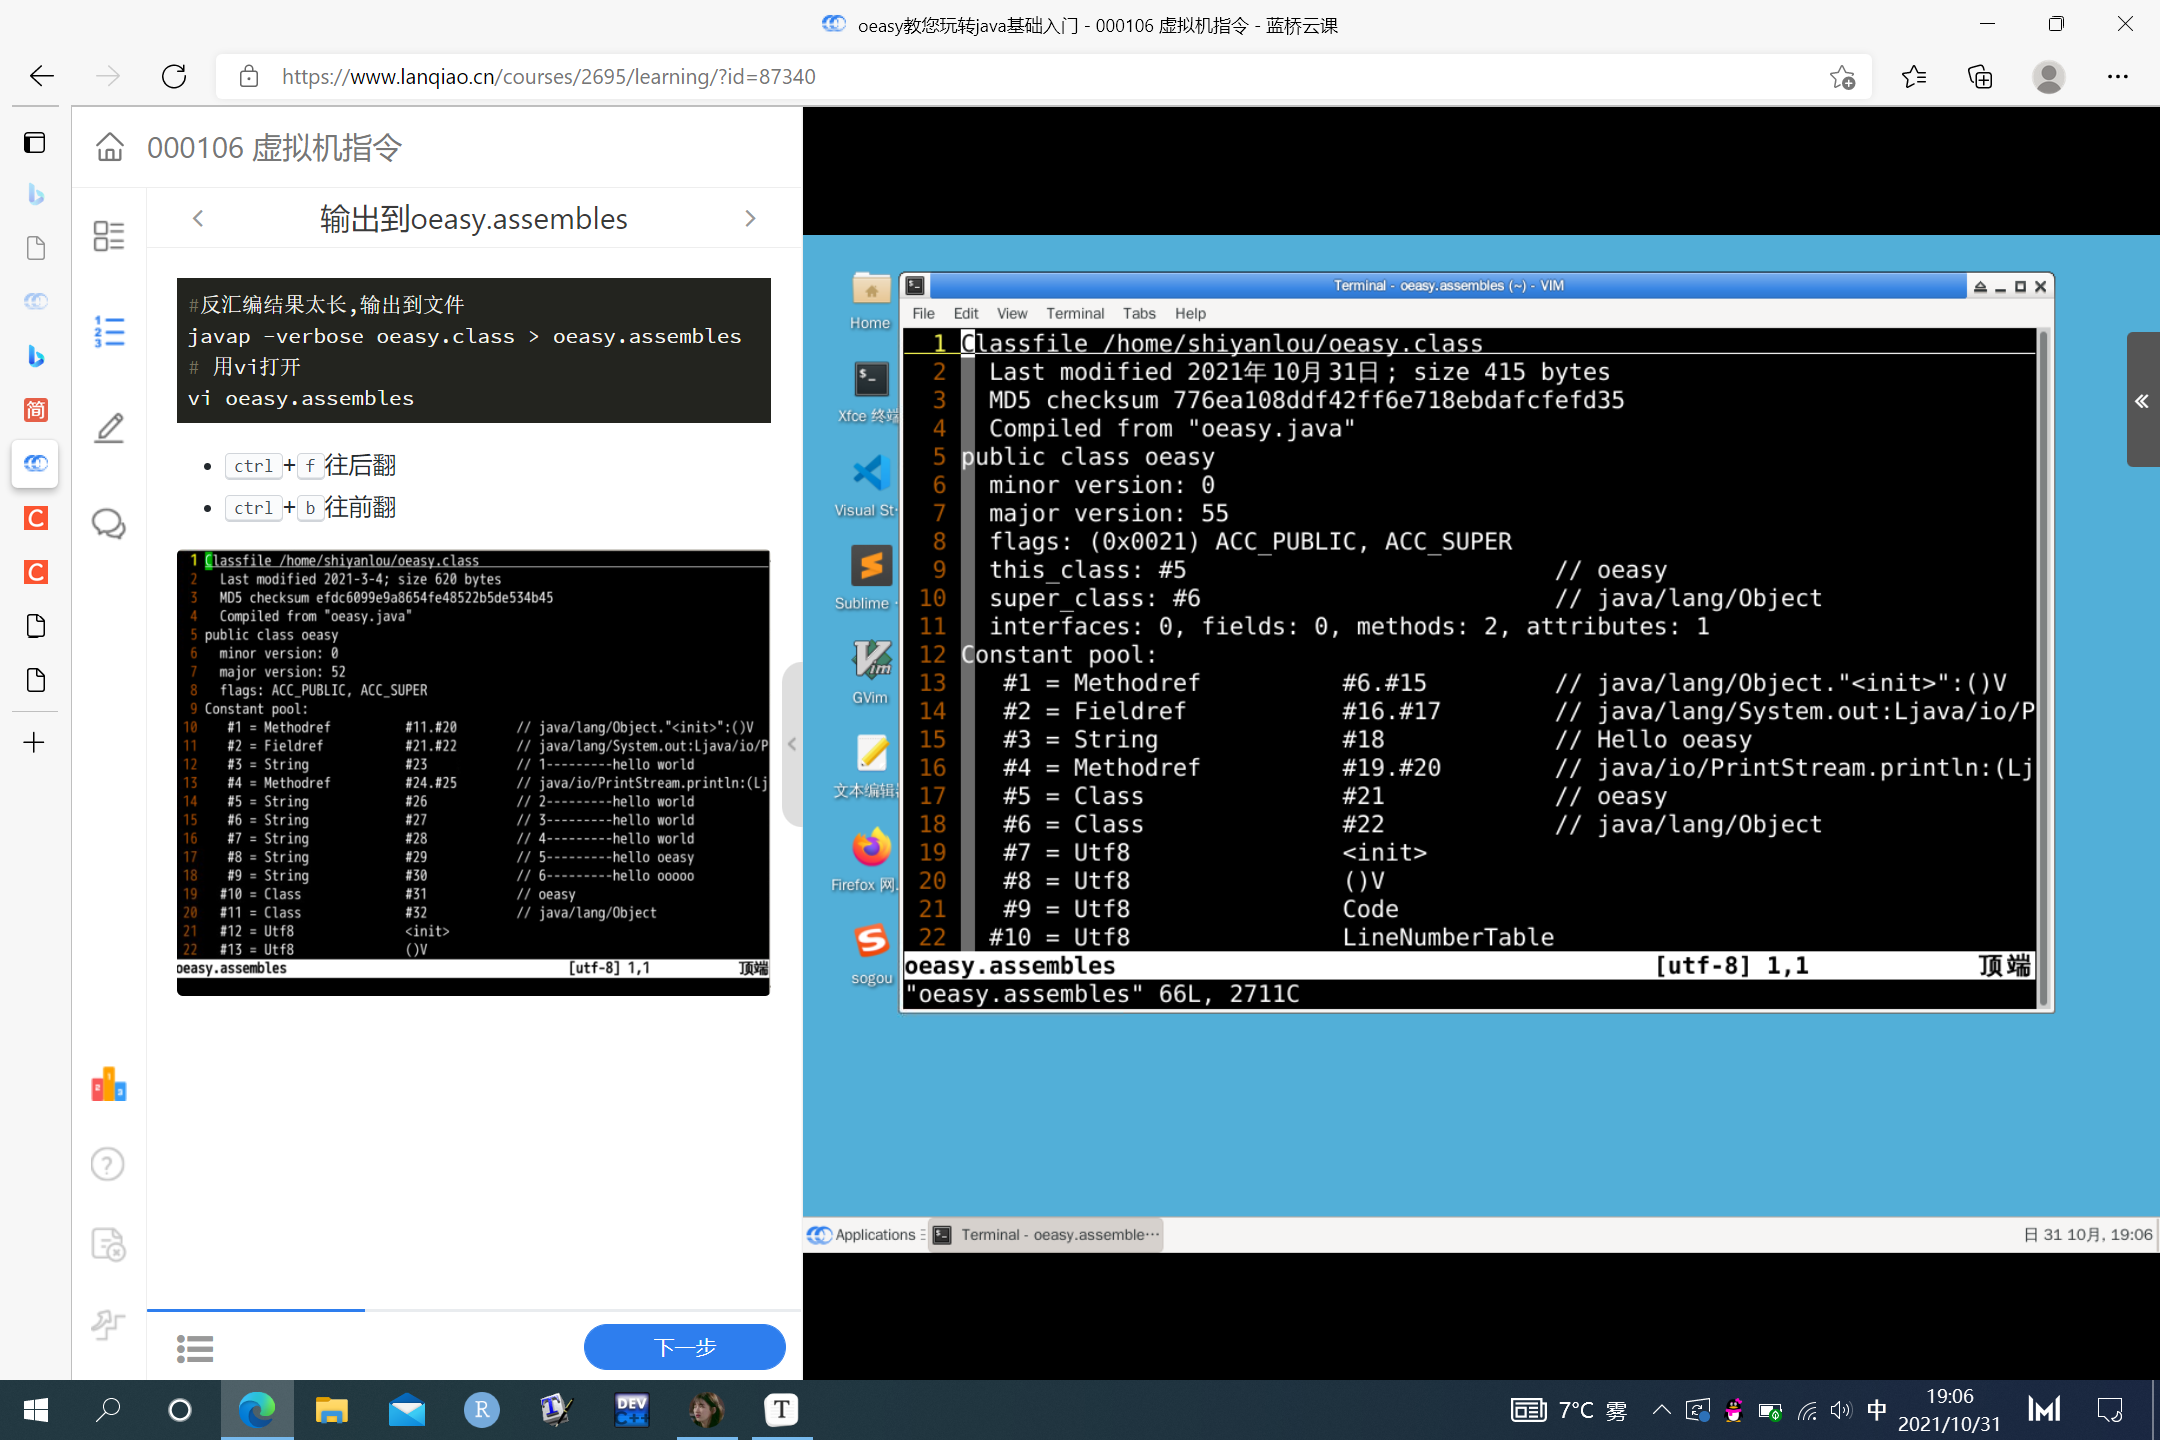 oeasy教您玩转java基础入门 - 000106 虚拟机指令 - 蓝桥云课
https://www.lanqiao.cn/courses/2695/learning/?id=87340
000106 虚拟机指令
输出到oeasy.assembles
#反汇编结果太长,输出到文件
javap -verbose oeasy.class > oeasy.assembles
# 用vi打开
vi oeasy.assembles
ctrl+f往后翻
ctrl+b往前翻
1 Classfile /home/shiyanlou/oeasy.class
2 Last modified 2021-3-4; size 620 bytes
3 MD5 checksum efdc6099e9a8654fe48522b5de534b45
4 Compiled from "oeasy.java"
5 public class oeasy
6 minor version: 0
7 major version: 52
8 flags: ACC_PUBLIC, ACC_SUPER
9 Constant pool:
10 #1 = Methodref #11.#20 // java/lang/Object."<init>":()V
11 #2 = Fieldref #21.#22 // java/lang/System.out:Ljava/io/P
12 #3 = String #23 // 1---------hello world
13 #4 = Methodref #24.#25 // java/io/PrintStream.println:(Lj
14 #5 = String #26 // 2---------hello world
15 #6 = String #27 // 3---------hello world
16 #7 = String #28 // 4---------hello world
17 #8 = String #29 // 5---------hello oeasy
18 #9 = String #30 // 6---------hello ooooo
19 #10 = Class #31 // oeasy
20 #11 = Class #32 // java/lang/Object
21 #12 = Utf8 <init>
22 #13 = Utf8 ()V
oeasy.assembles [utf-8] 1,1 顶端
下一步
Home
Xfce 终端
Visual St
Sublime
GVim
文本编辑
Firefox 网
sogou
Terminal - oeasy.assembles (~) - VIM
File Edit View Terminal Tabs Help
1 Classfile /home/shiyanlou/oeasy.class
2 Last modified 2021年10月31日; size 415 bytes
3 MD5 checksum 776ea108ddf42ff6e718ebdafcfefd35
4 Compiled from "oeasy.java"
5 public class oeasy
6 minor version: 0
7 major version: 55
8 flags: (0x0021) ACC_PUBLIC, ACC_SUPER
9 this_class: #5 // oeasy
10 super_class: #6 // java/lang/Object
11 interfaces: 0, fields: 0, methods: 2, attributes: 1
12 Constant pool:
13 #1 = Methodref #6.#15 // java/lang/Object."<init>":()V
14 #2 = Fieldref #16.#17 // java/lang/System.out:Ljava/io/P
15 #3 = String #18 // Hello oeasy
16 #4 = Methodref #19.#20 // java/io/PrintStream.println:(Lj
17 #5 = Class #21 // oeasy
18 #6 = Class #22 // java/lang/Object
19 #7 = Utf8 <init>
20 #8 = Utf8 ()V
21 #9 = Utf8 Code
22 #10 = Utf8 LineNumberTable
oeasy.assembles [utf-8] 1,1 顶端
"oeasy.assembles" 66L, 2711C
Applications
Terminal - oeasy.assemble···
日 31 10月, 19:06
7°C 雾
中
19:06
2021/10/31